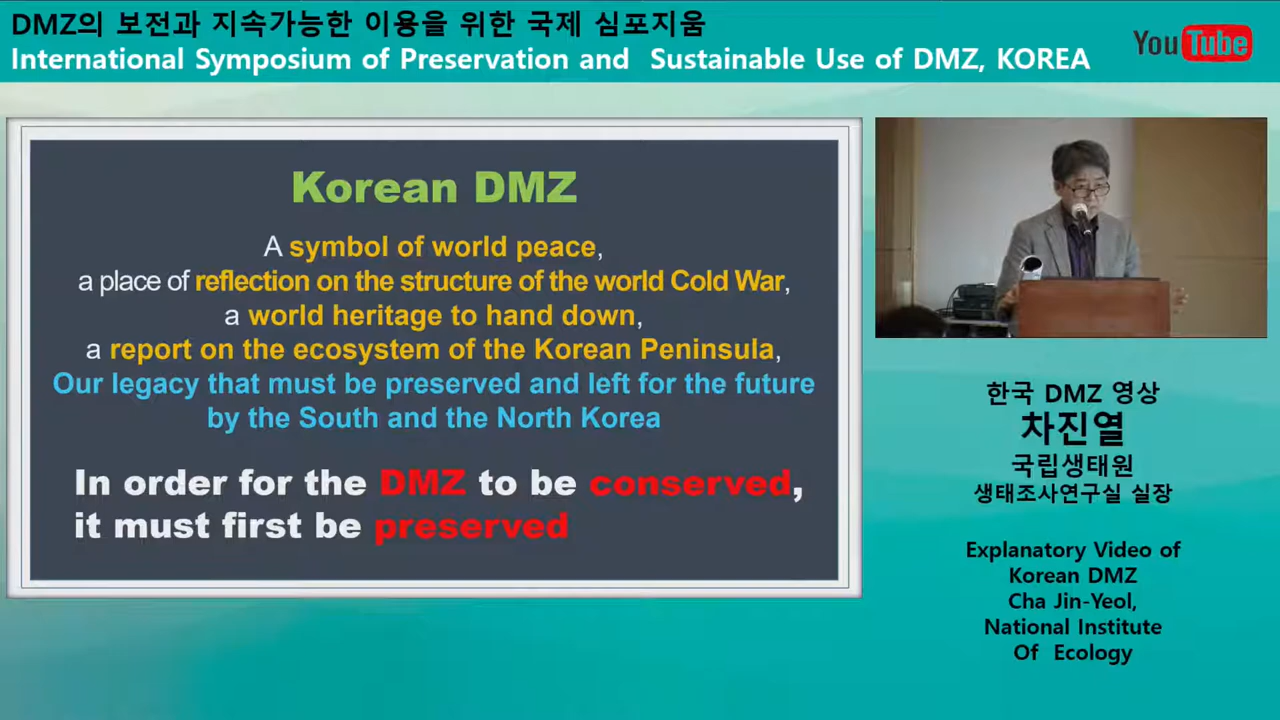 DMZ의 보전과 지속가능한 이용을 위한 국제 심포지움
International Symposium of Preservation and Sustainable Use of DMZ, KOREA
YouTube
Korean DMZ
A symbol of world peace,
a place of reflection on the structure of the world Cold War,
a world heritage to hand down,
a report on the ecosystem of the Korean Peninsula,
Our legacy that must be preserved and left for the future
by the South and the North Korea
In order for the DMZ to be conserved,
it must first be preserved
한국 DMZ 영상
차진열
국립생태원
생태조사연구실 실장
Explanatory Video of
Korean DMZ
Cha Jin-Yeol,
National Institute
Of Ecology